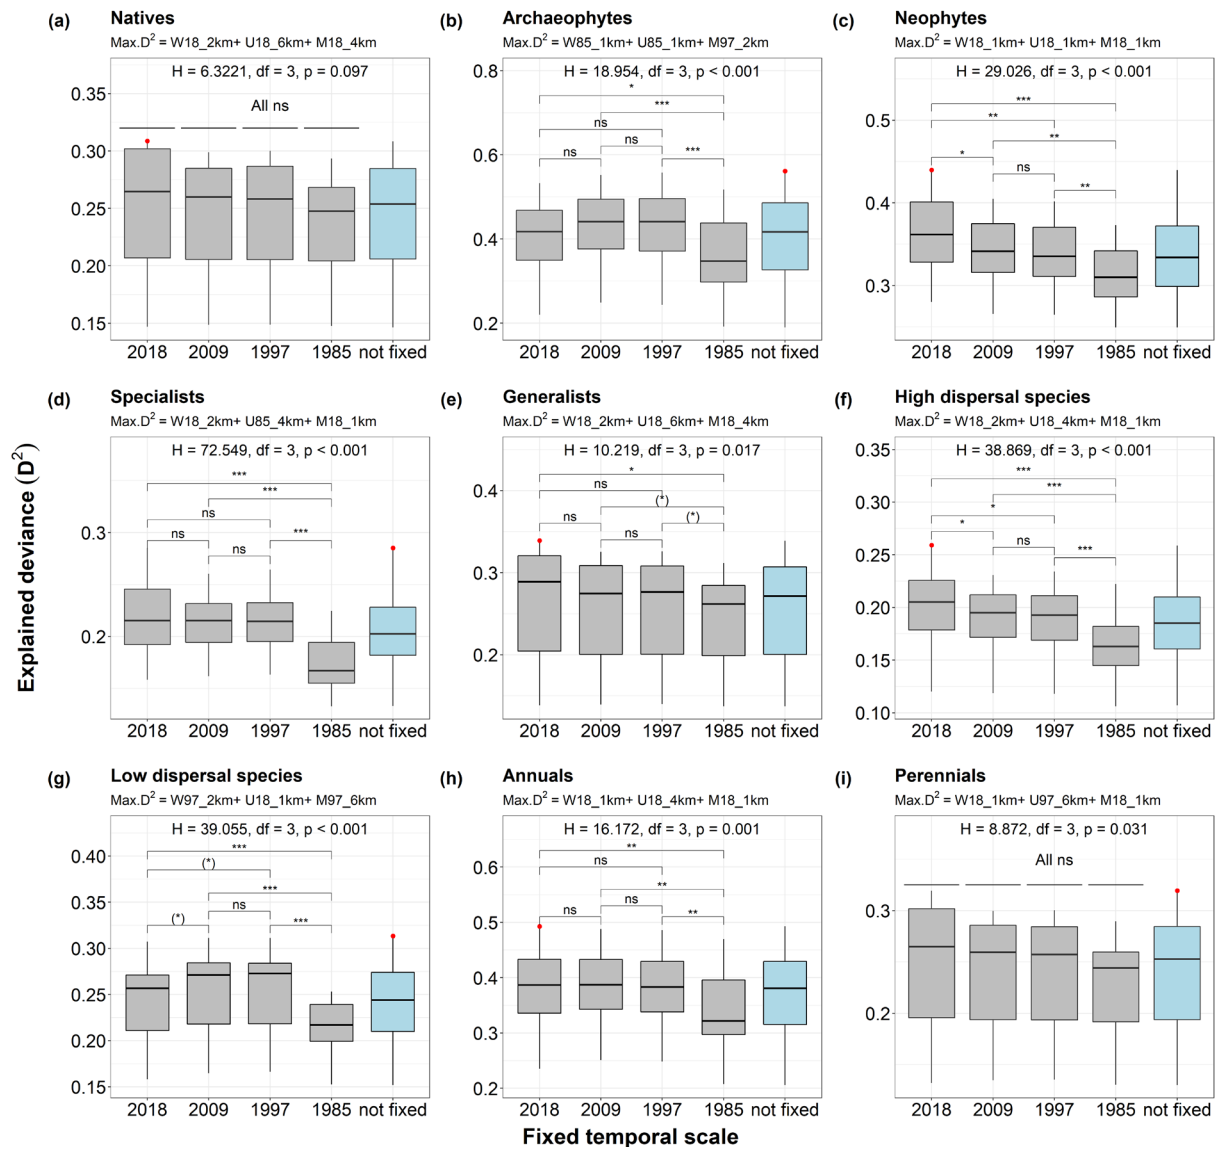 (a) Natives
Max.D² = W18_2km+ U18_6km+ M18_4km
H = 6.3221, df = 3, p = 0.097
All ns
0.35
0.30
0.25
0.20
0.15
2018 2009 1997 1985 not fixed
(b) Archaeophytes
Max.D² = W85_1km+ U85_1km+ M97_2km
H = 18.954, df = 3, p < 0.001
*
***
ns
ns
ns
***
0.8
0.6
0.4
0.2
2018 2009 1997 1985 not fixed
(c) Neophytes
Max.D² = W18_1km+ U18_1km+ M18_1km
H = 29.026, df = 3, p < 0.001
***
**
**
*
ns
**
0.5
0.4
0.3
2018 2009 1997 1985 not fixed
Explained deviance (D²)
(d) Specialists
Max.D² = W18_2km+ U85_4km+ M18_1km
H = 72.549, df = 3, p < 0.001
***
***
ns
ns
ns
***
0.3
0.2
2018 2009 1997 1985 not fixed
(e) Generalists
Max.D² = W18_2km+ U18_6km+ M18_4km
H = 10.219, df = 3, p = 0.017
*
ns
(*)
ns
ns
(*)
0.4
0.3
0.2
2018 2009 1997 1985 not fixed
(f) High dispersal species
Max.D² = W18_2km+ U18_4km+ M18_1km
H = 38.869, df = 3, p < 0.001
***
***
*
*
ns
***
0.35
0.30
0.25
0.20
0.15
0.10
2018 2009 1997 1985 not fixed
(g) Low dispersal species
Max.D² = W97_2km+ U18_1km+ M97_6km
H = 39.055, df = 3, p < 0.001
***
(*)
***
ns
(*)
***
0.40
0.35
0.30
0.25
0.20
0.15
2018 2009 1997 1985 not fixed
(h) Annuals
Max.D² = W18_1km+ U18_4km+ M18_1km
H = 16.172, df = 3, p = 0.001
**
ns
**
ns
ns
**
0.6
0.5
0.4
0.3
0.2
2018 2009 1997 1985 not fixed
(i) Perennials
Max.D² = W18_1km+ U97_6km+ M18_1km
H = 8.872, df = 3, p = 0.031
All ns
0.3
0.2
2018 2009 1997 1985 not fixed
Fixed temporal scale